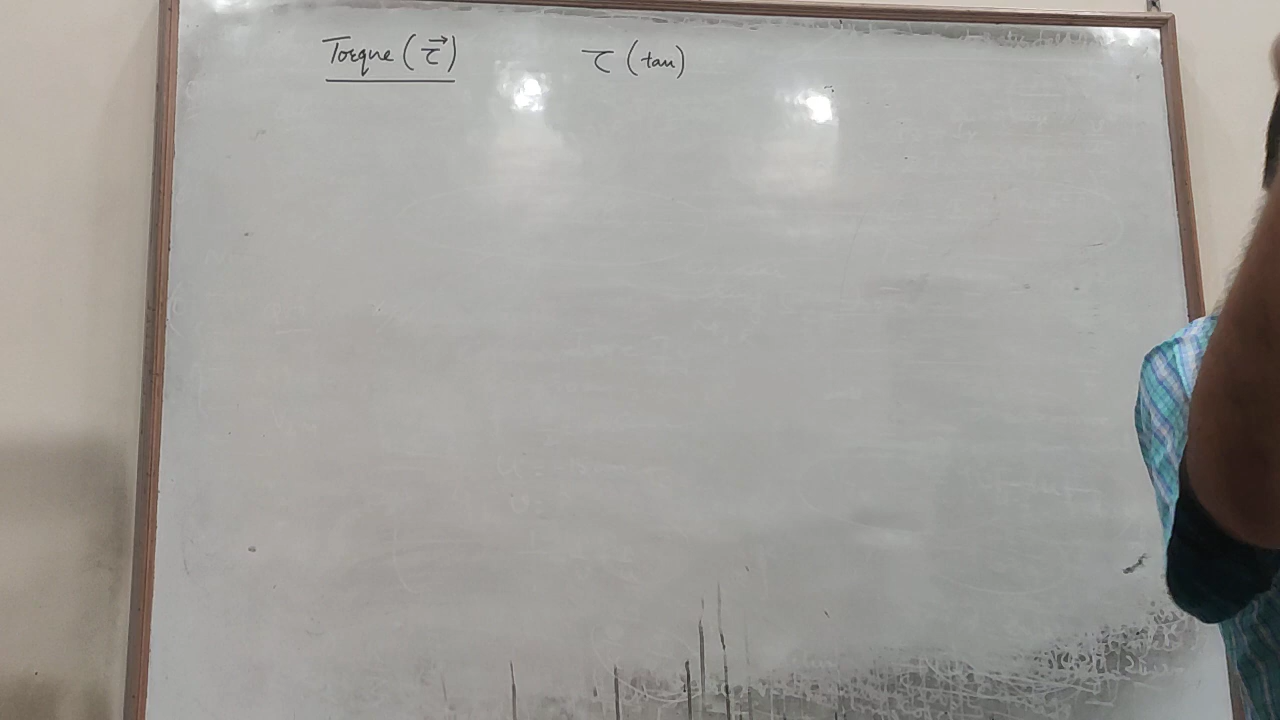 Torque (τ⃗) τ (tau)